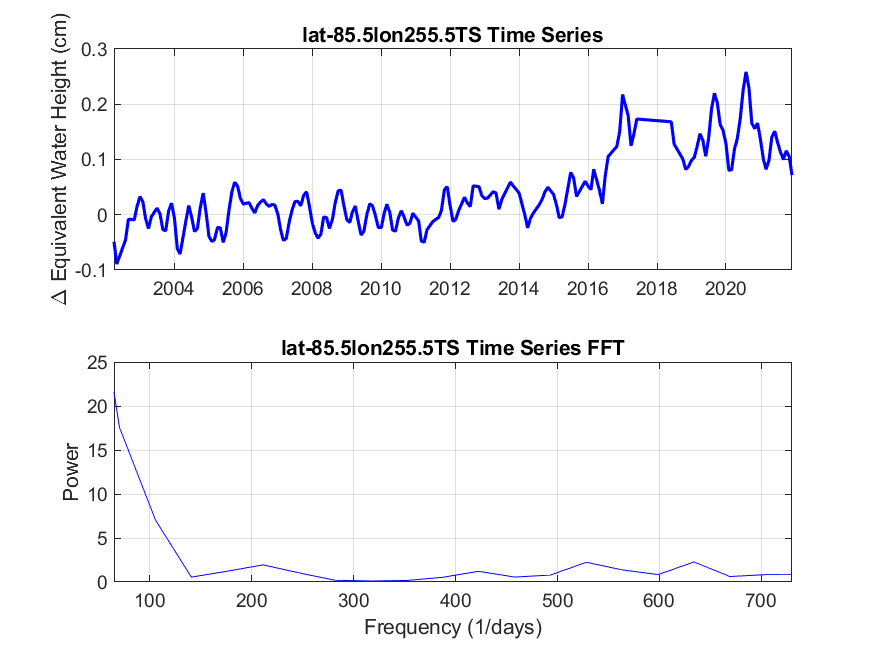 lat-85.5lon255.5TS Time Series
Δ Equivalent Water Height (cm)
0.3
0.2
0.1
0
-0.1
2004 2006 2008 2010 2012 2014 2016 2018 2020
lat-85.5lon255.5TS Time Series FFT
Power
25
20
15
10
5
0
100 200 300 400 500 600 700
Frequency (1/days)